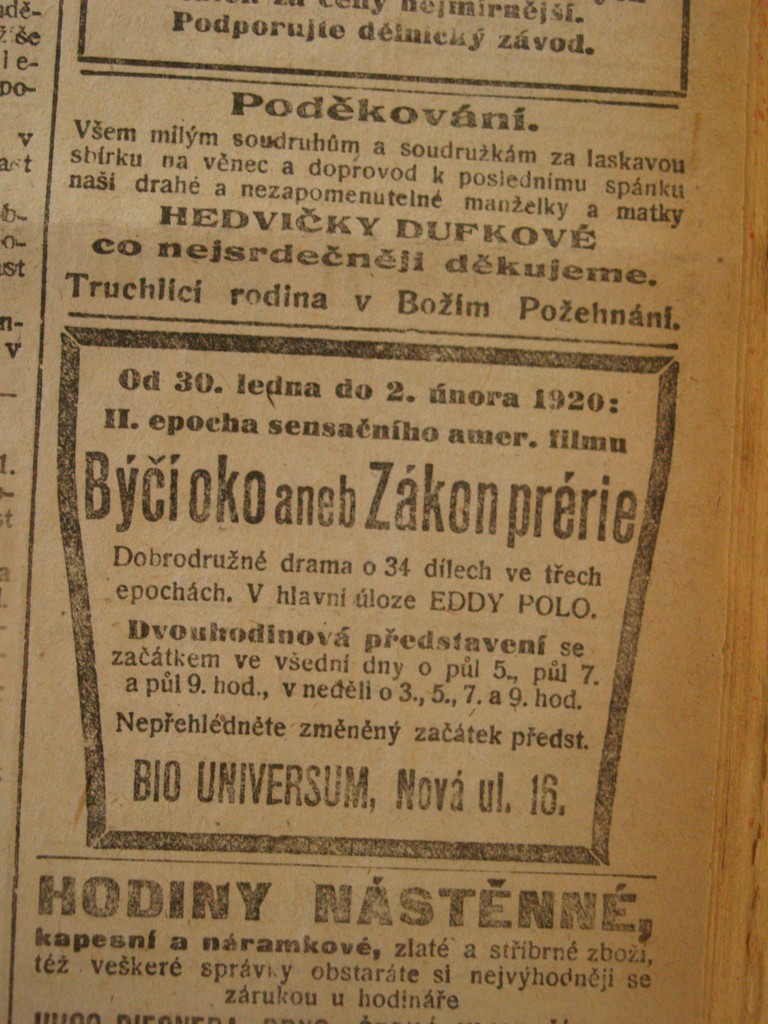 za ceny nejmírnější.
Podporujte dělnický závod.
Poděkování.
Všem milým soudruhům a soudružkám za laskavou
sbírku na věnec a dopřovod k poslednímu spánku
naší drahé a nezapomenutelné manželky a matky
HEDVIČKY DUFKOVÉ
co nejsrdečněji děkujeme.
Truchlící rodina v Božím Požehnání.
Od 30. ledna do 2. února 1920:
II. epocha sensačního amer. filmu
Býčí oko aneb Zákon prérie
Dobrodružné drama o 34 dílech ve třech
epochách. V hlavní úloze EDDY POLO.
Dvouhodinová představení se
začátkem ve všední dny o půl 5., půl 7.
a půl 9. hod., v neděli o 3., 5., 7. a 9. hod.
Nepřehlédněte změněný začátek předst.
BIO UNIVERSUM, Nová ul. 16.
HODINY NÁSTĚNNÉ,
kapesní a náramkové, zlaté a stříbrné zboží,
též veškeré správky obstaráte si nejvýhodněji se
zárukou u hodináře